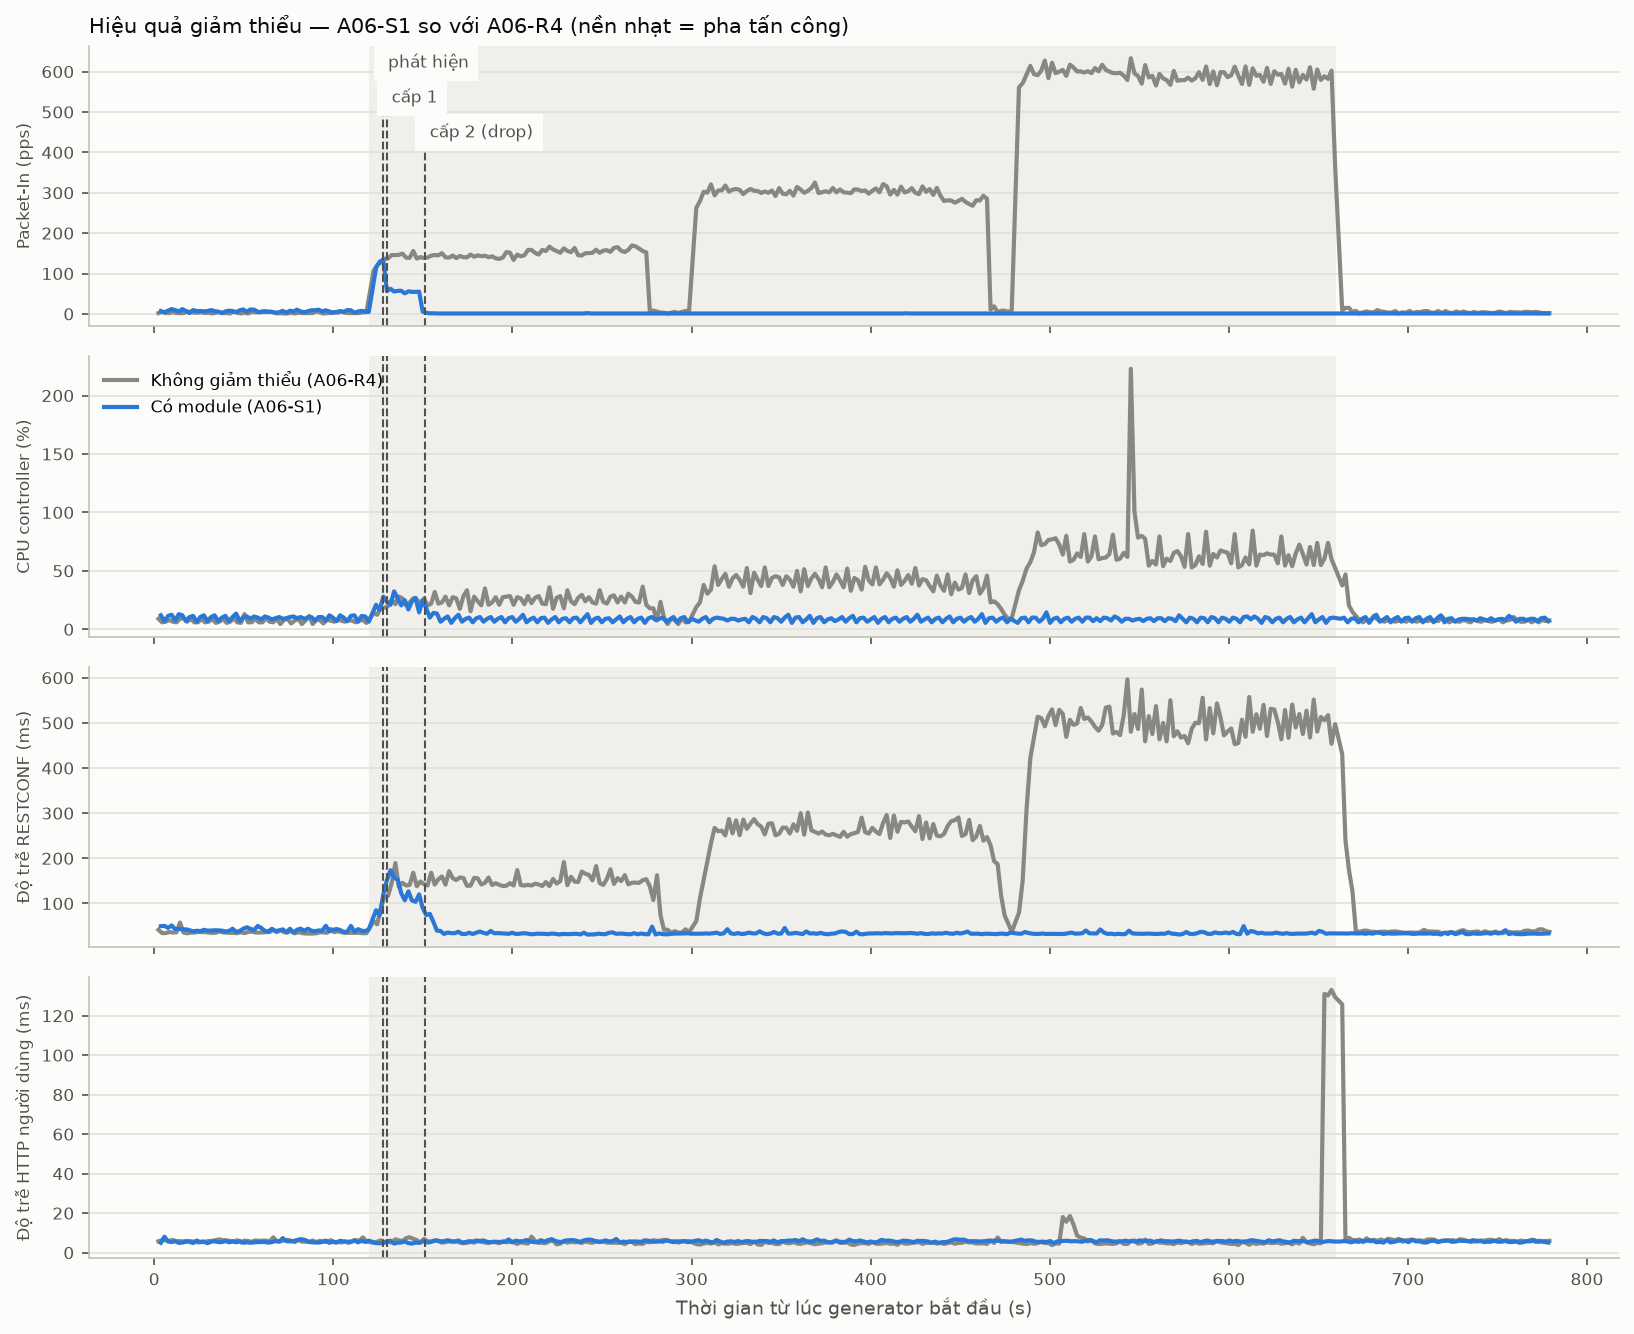 Hiệu quả giảm thiểu — A06-S1 so với A06-R4 (nền nhạt = pha tấn công)
phát hiện
cấp 1
cấp 2 (drop)
Packet-In (pps)
600
500
400
300
200
100
0
Không giảm thiểu (A06-R4)
Có module (A06-S1)
CPU controller (%)
200
150
100
50
0
Độ trễ RESTCONF (ms)
600
500
400
300
200
100
Độ trễ HTTP người dùng (ms)
120
100
80
60
40
20
0
0 100 200 300 400 500 600 700 800
Thời gian từ lúc generator bắt đầu (s)